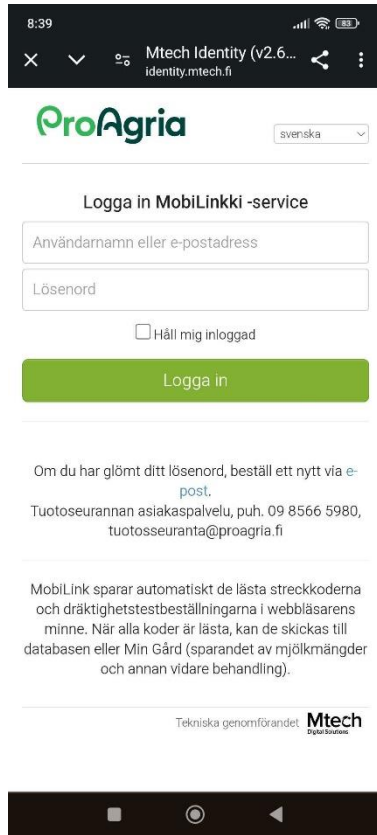 8:39
83
Mtech Identity (v2.6...
identity.mtech.fi
ProAgria
svenska
Logga in MobiLinkki -service
Användarnamn eller e-postadress
Lösenord
Håll mig inloggad
Logga in
Om du har glömt ditt lösenord, beställ ett nytt via e-
post.
Tuotoseurannan asiakaspalvelu, puh. 09 8566 5980,
tuotosseuranta@proagria.fi
MobiLink sparar automatiskt de lästa streckkoderna
och dräktighetstestbeställningarna i webbläsarens
minne. När alla koder är lästa, kan de skickas till
databasen eller Min Gård (sparandet av mjölkmängder
och annan vidare behandling).
Tekniska genomförandet Mtech
Digital Solutions